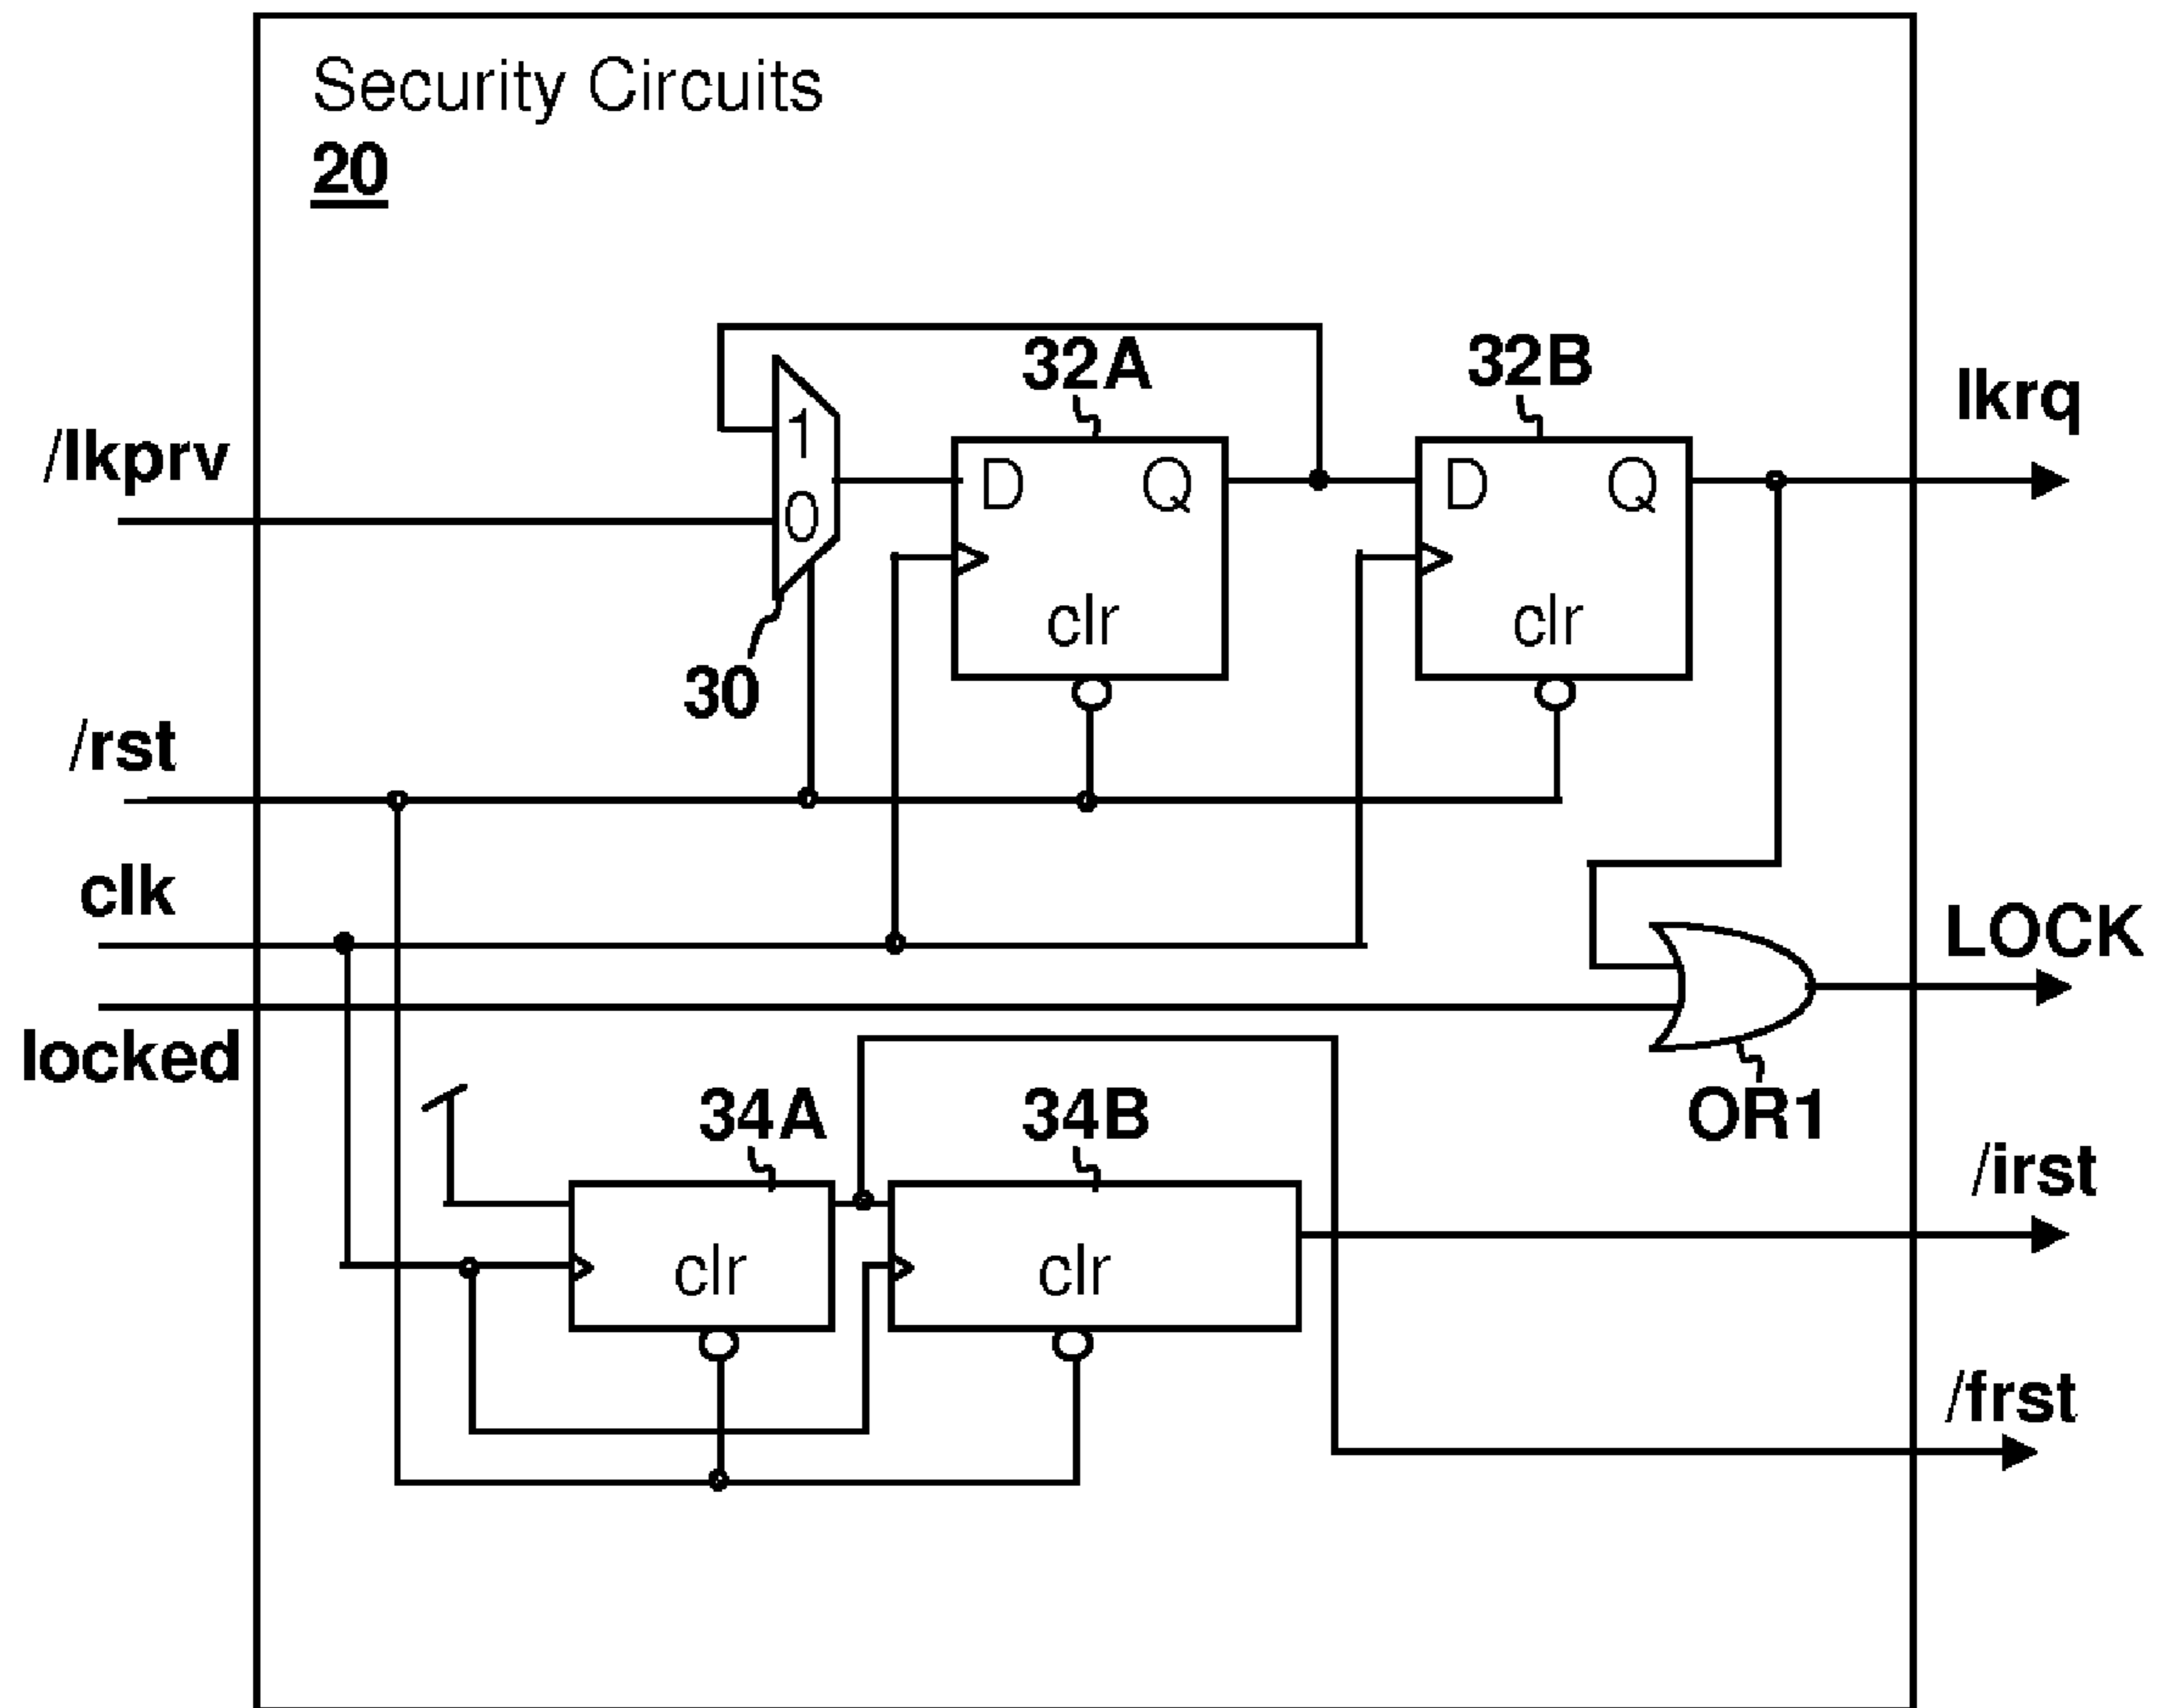 Security Circuits
20
32A
32B
lkrq
/lkprv
1
D
Q
D
Q
0
clr
clr
30
/rst
clk
LOCK
locked
34A
34B
OR1
/irst
clr
clr
/frst